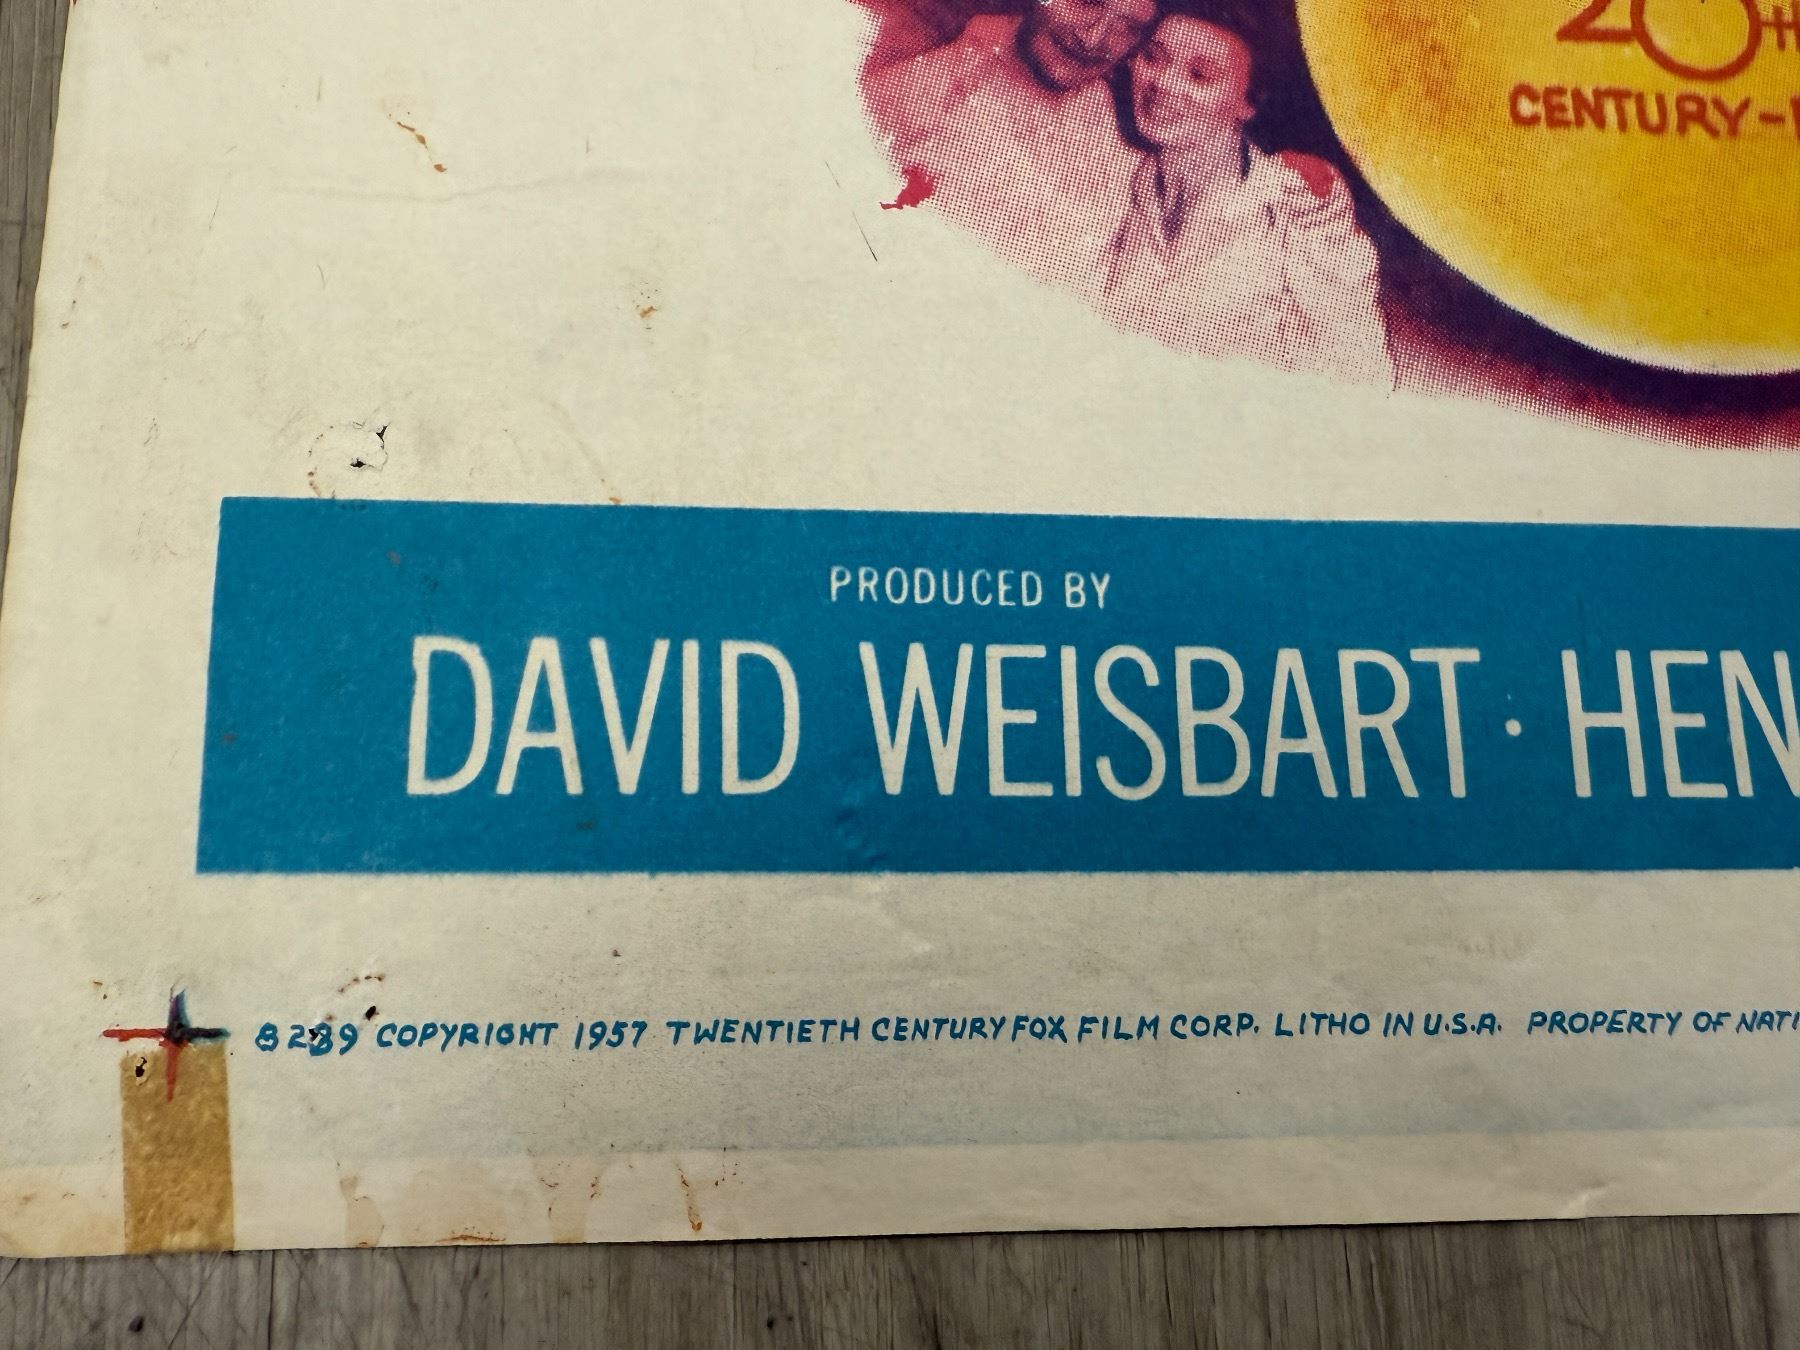 20th
CENTURY-
PRODUCED BY
DAVID WEISBART · HEN
8289 COPYRIGHT 1957 TWENTIETH CENTURY FOX FILM CORP. LITHO IN U.S.A. PROPERTY OF NATI